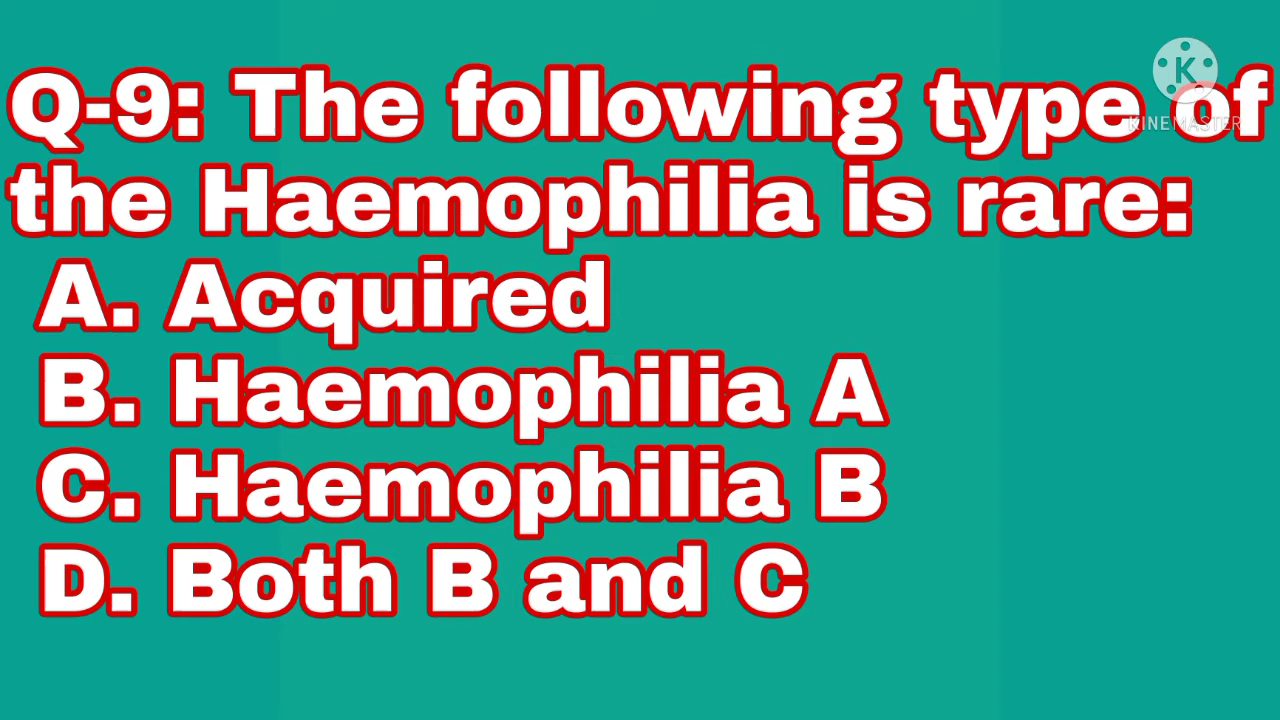 Q-9: The following type of
the Haemophilia is rare:
A. Acquired
B. Haemophilia A
C. Haemophilia B
D. Both B and C
K
KINEMASTER